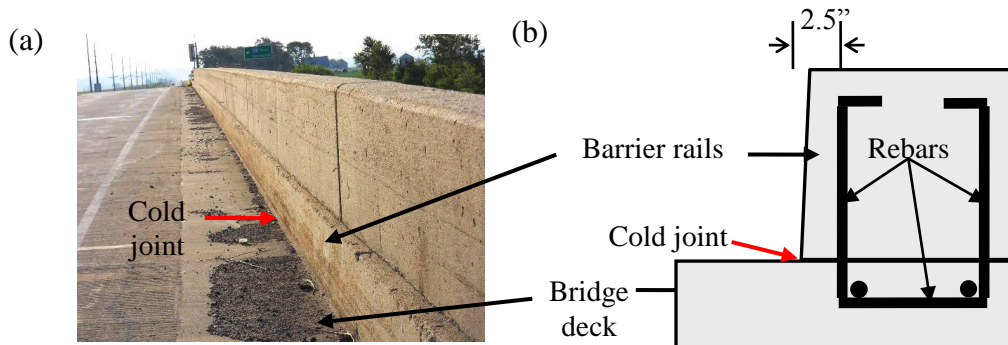 (a)
Cold
joint
Barrier rails
Bridge
deck
(b)
2.5”
Rebars
Cold joint